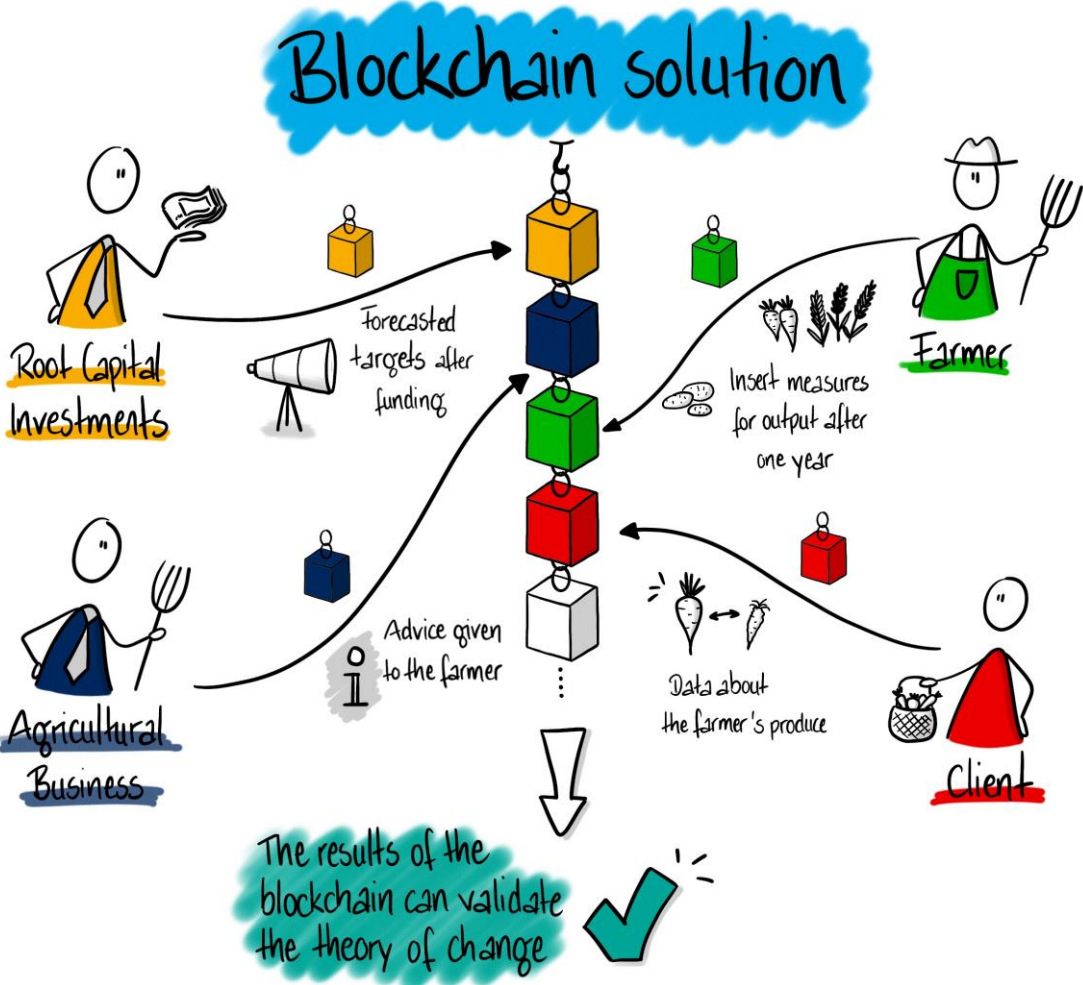 Blockchain solution
Root Capital
Investments
Forecasted
targets after
funding
Farmer
Insert measures
for output after
one year
Agricultural
Business
i
Advice given
to the farmer
Data about
the farmer's produce
Client
The results of the
blockchain can validate
the theory of change